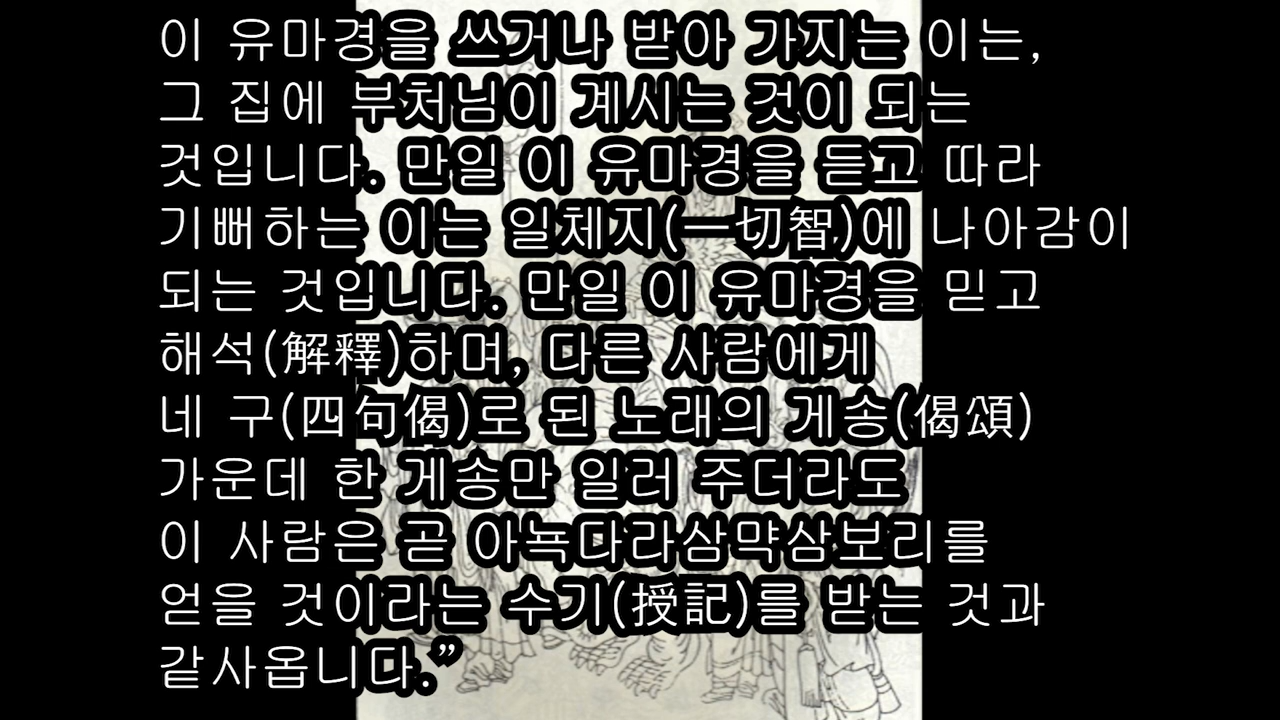 이 유마경을 쓰거나 받아 가지는 이는,
그 집에 부처님이 계시는 것이 되는
것입니다. 만일 이 유마경을 듣고 따라
기뻐하는 이는 일체지(一切智)에 나아감이
되는 것입니다. 만일 이 유마경을 믿고
해석(解釋)하며, 다른 사람에게
네 구(四句偈)로 된 노래의 게송(偈頌)
가운데 한 게송만 일러 주더라도
이 사람은 곧 아뇩다라삼먁삼보리를
얻을 것이라는 수기(授記)를 받는 것과
같사옵니다.”